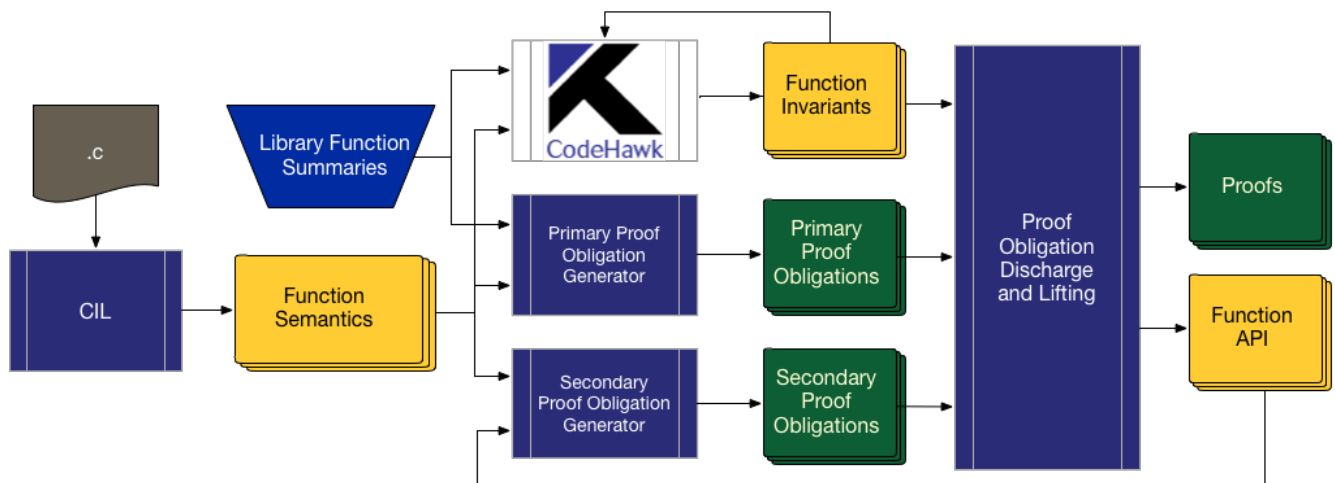 .c
Library Function
Summaries
CodeHawk
Function
Invariants
CIL
Function
Semantics
Primary Proof
Obligation
Generator
Primary
Proof
Obligations
Secondary
Proof Obligation
Generator
Secondary
Proof
Obligations
Proof
Obligation
Discharge
and Lifting
Proofs
Function
API